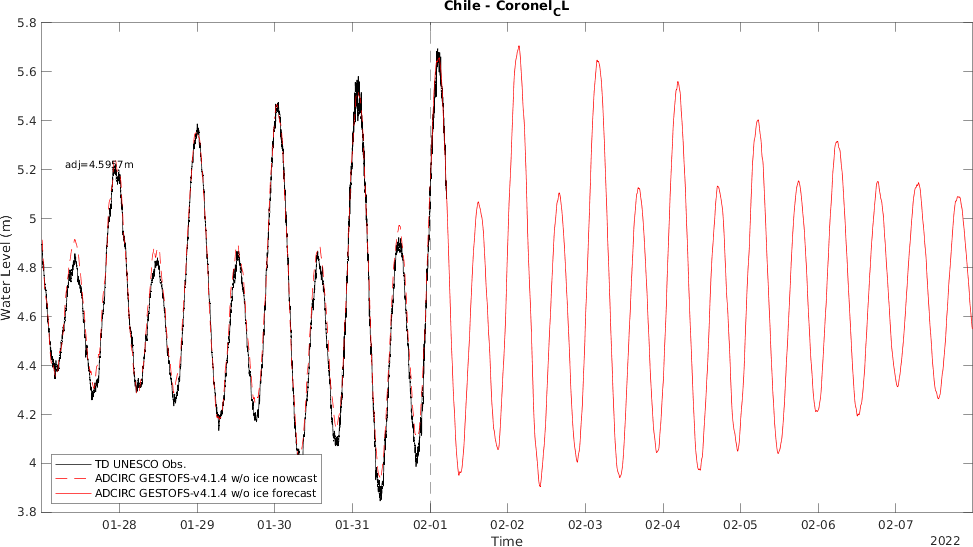 Chile - Coronel_CL
5.8
5.6
5.4
5.2
5
4.8
4.6
4.4
4.2
4
3.8
Water Level (m)
adj=4.5957m
TD UNESCO Obs.
ADCIRC GESTOFS-v4.1.4 w/o ice nowcast
ADCIRC GESTOFS-v4.1.4 w/o ice forecast
01-28 01-29 01-30 01-31 02-01 02-02 02-03 02-04 02-05 02-06 02-07
Time
2022